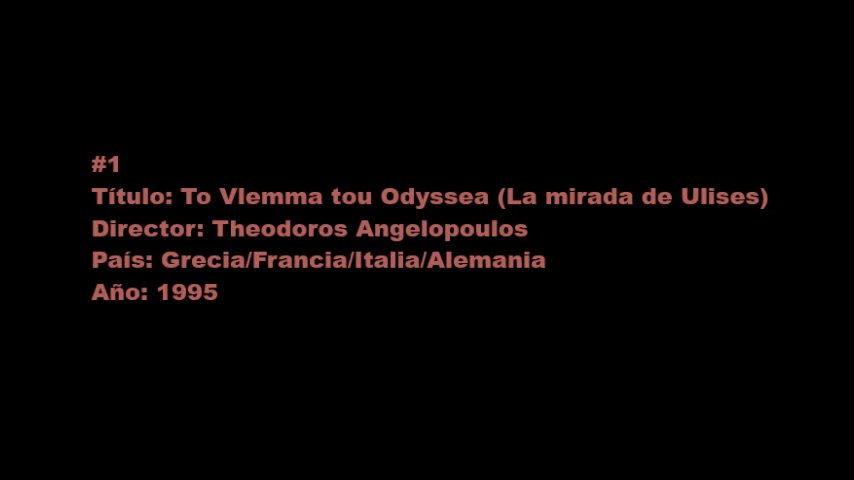 #1
Título: To Vlemma tou Odyssea (La mirada de Ulises)
Director: Theodoros Angelopoulos
País: Grecia/Francia/Italia/Alemania
Año: 1995